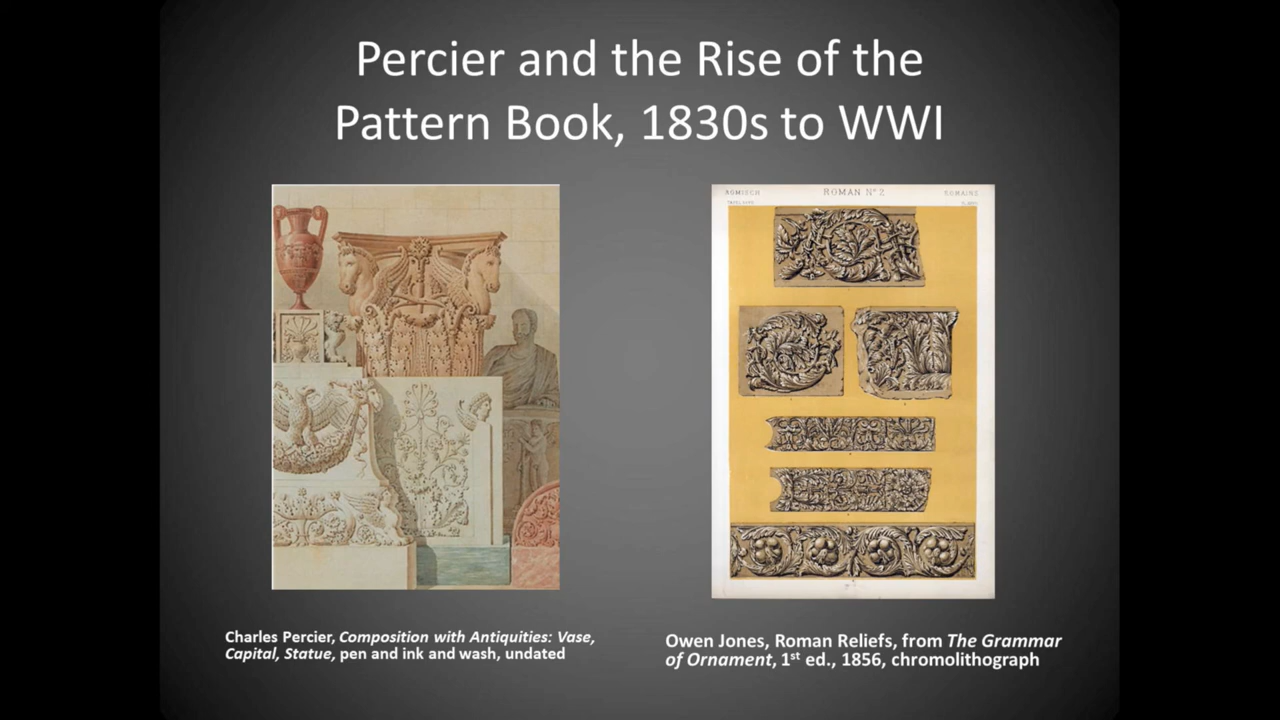 Percier and the Rise of the
Pattern Book, 1830s to WWI
RÖMISCH
ROMAN Nº 2
ROMAINE
Charles Percier, Composition with Antiquities: Vase,
Capital, Statue, pen and ink and wash, undated
Owen Jones, Roman Reliefs, from The Grammar
of Ornament, 1st ed., 1856, chromolithograph